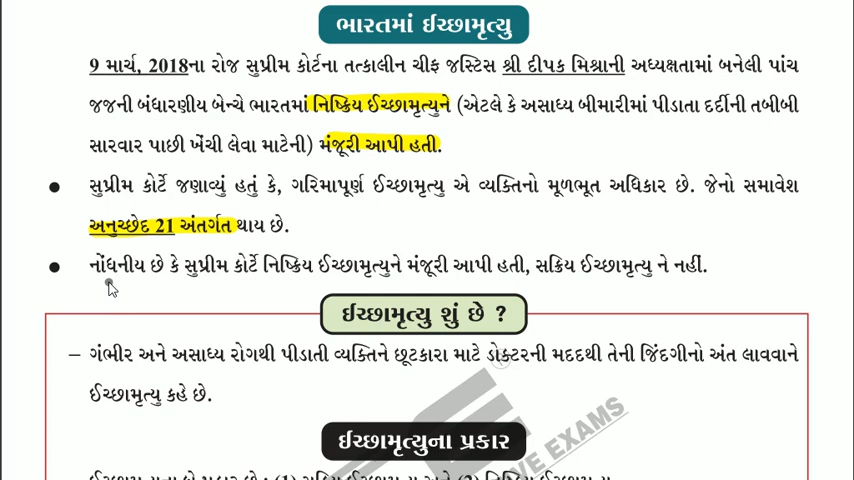 ભારતમાં ઈચ્છામૃત્યુ
9 માર્ચ, 2018ના રોજ સુપ્રીમ કોર્ટના તત્કાલીન ચીફ જસ્ટિસ શ્રી દીપક મિશ્રાની અધ્યક્ષતામાં બનેલી પાંચ
જજની બંધારણીય બેન્ચે ભારતમાં નિષ્ક્રિય ઈચ્છામૃત્યુને (એટલે કે અસાધ્ય બીમારીમાં પીડાતા દર્દીની તબીબી
સારવાર પાછી ખેંચી લેવા માટેની) મંજૂરી આપી હતી.
● સુપ્રીમ કોર્ટે જણાવ્યું હતું કે, ગરિમાપૂર્ણ ઈચ્છામૃત્યુ એ વ્યક્તિનો મૂળભૂત અધિકાર છે. જેનો સમાવેશ
અનુચ્છેદ 21 અંતર્ગત થાય છે.
● નોંધનીય છે કે સુપ્રીમ કોર્ટે નિષ્ક્રિય ઈચ્છામૃત્યુને મંજૂરી આપી હતી, સક્રિય ઈચ્છામૃત્યુ ને નહીં.
ઈચ્છામૃત્યુ શું છે ?
– ગંભીર અને અસાધ્ય રોગથી પીડાતી વ્યક્તિને છૂટકારા માટે ડોક્ટરની મદદથી તેની જિંદગીનો અંત લાવવાને
ઈચ્છામૃત્યુ કહે છે.
EXAMS
ઈચ્છામૃત્યુના પ્રકાર